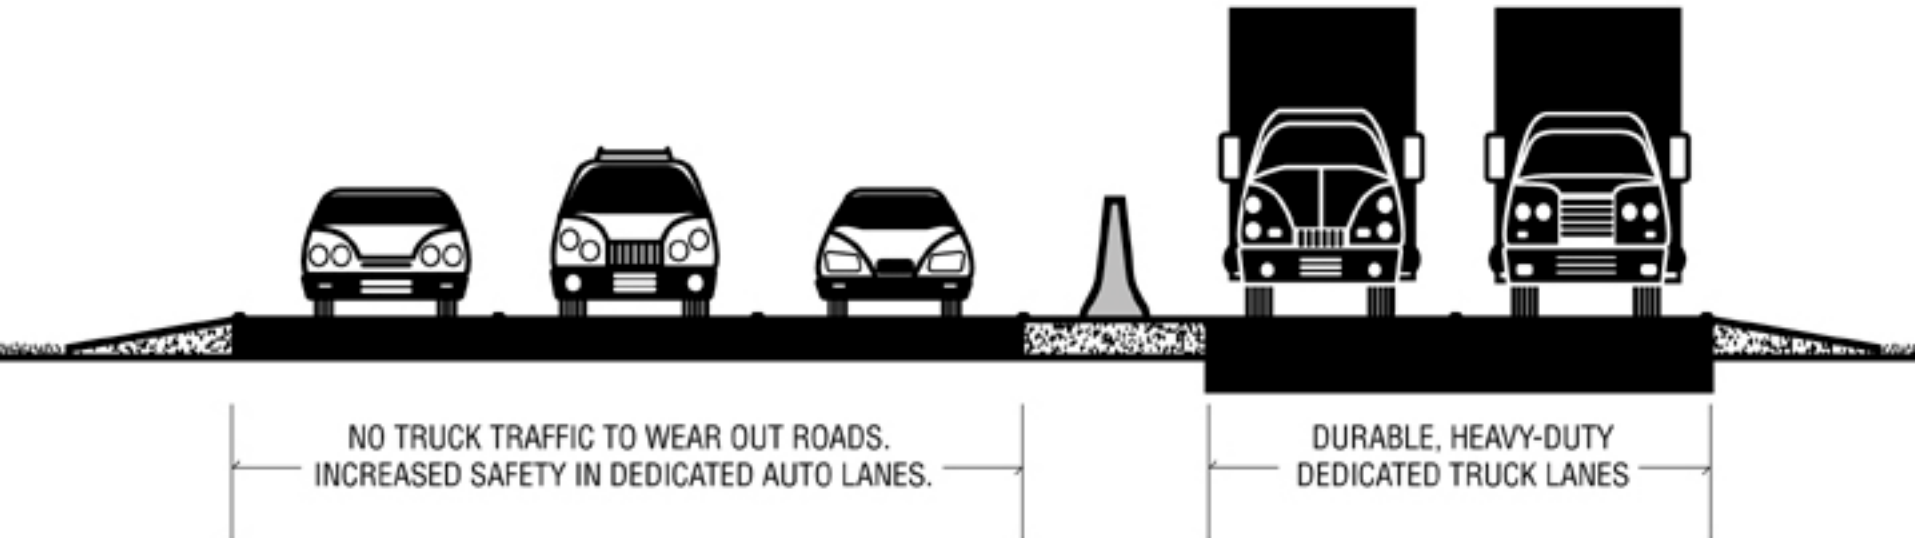 NO TRUCK TRAFFIC TO WEAR OUT ROADS.
INCREASED SAFETY IN DEDICATED AUTO LANES.
DURABLE, HEAVY-DUTY
DEDICATED TRUCK LANES